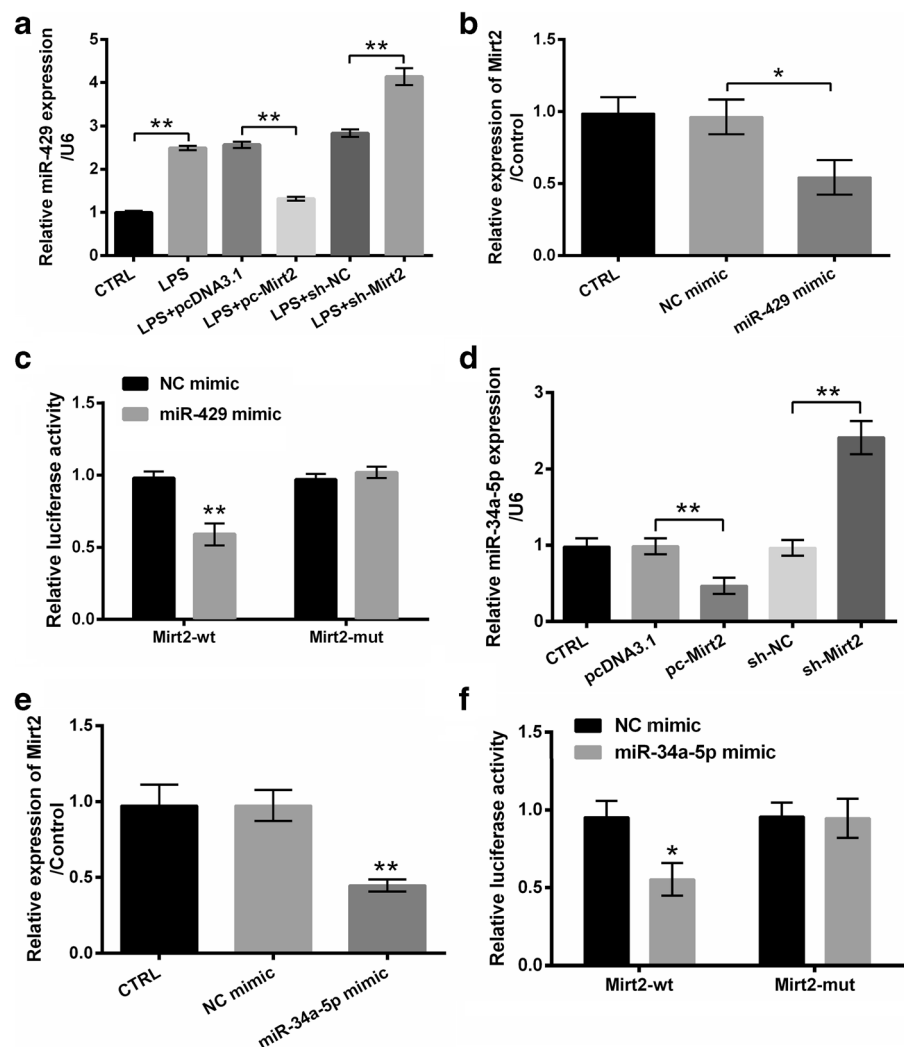 a
Relative miR-429 expression
/U6
5
4
3
2
1
0
**
**
**
CTRL
LPS
LPS+pcDNA3.1
LPS+pc-Mirt2
LPS+sh-NC
LPS+sh-Mirt2
b
Relative expression of Mirt2
/Control
1.5
1.0
0.5
0.0
*
CTRL
NC mimic
miR-429 mimic
c
NC mimic
miR-429 mimic
Relative luciferase activity
1.5
1.0
0.5
0.0
**
Mirt2-wt
Mirt2-mut
d
Relative miR-34a-5p expression
/U6
3
2
1
0
**
**
CTRL
pcDNA3.1
pc-Mirt2
sh-NC
sh-Mirt2
e
Relative expression of Mirt2
/Control
1.5
1.0
0.5
0.0
**
CTRL
NC mimic
miR-34a-5p mimic
f
NC mimic
miR-34a-5p mimic
Relative luciferase activity
1.5
1.0
0.5
0.0
*
Mirt2-wt
Mirt2-mut